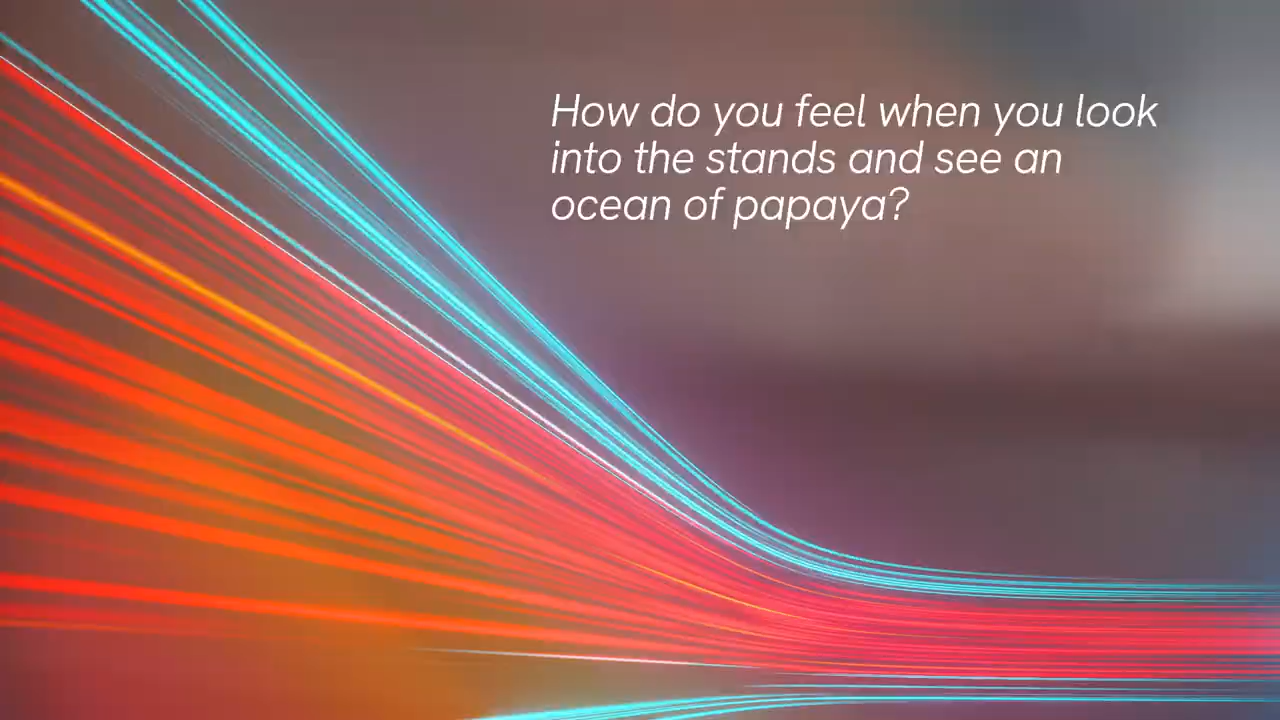 How do you feel when you look
into the stands and see an
ocean of papaya?